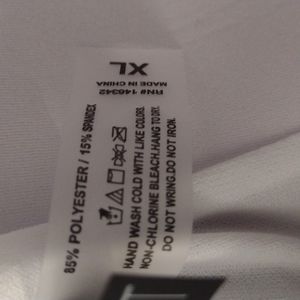 XL
MADE IN CHINA
RN# 146342
85% POLYESTER / 15% SPANDEX
HAND WASH COLD WITH LIKE COLORS.
NON-CHLORINE BLEACH.HANG TO DRY.
DO NOT WRING.DO NOT IRON.